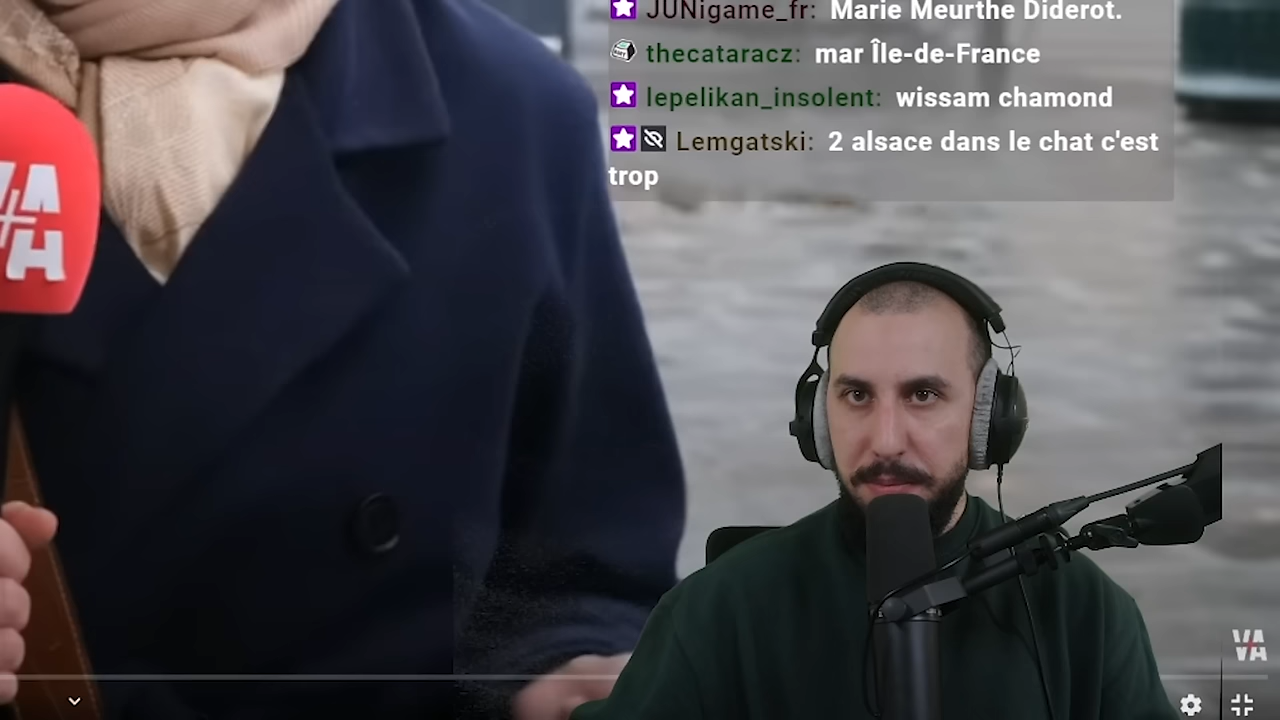 JUNigame_fr: Marie Meurthe Diderot.
thecataracz: mar Île-de-France
lepelikan_insolent: wissam chamond
Lemgatski: 2 alsace dans le chat c'est
trop
VA
+
H
VA